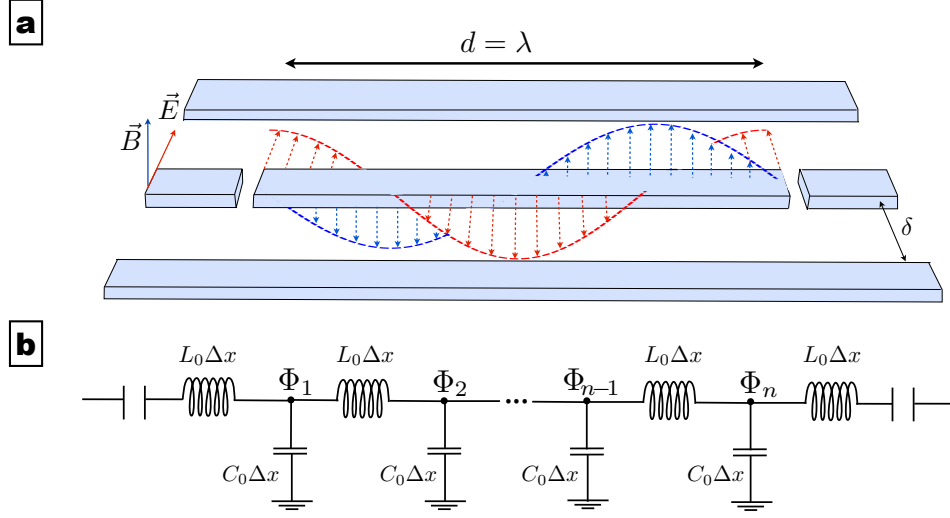 a
d = λ
E⃗
B⃗
δ
b
L₀Δx L₀Δx L₀Δx L₀Δx
Φ₁ Φ₂ ... Φₙ₋₁ Φₙ
C₀Δx C₀Δx C₀Δx C₀Δx